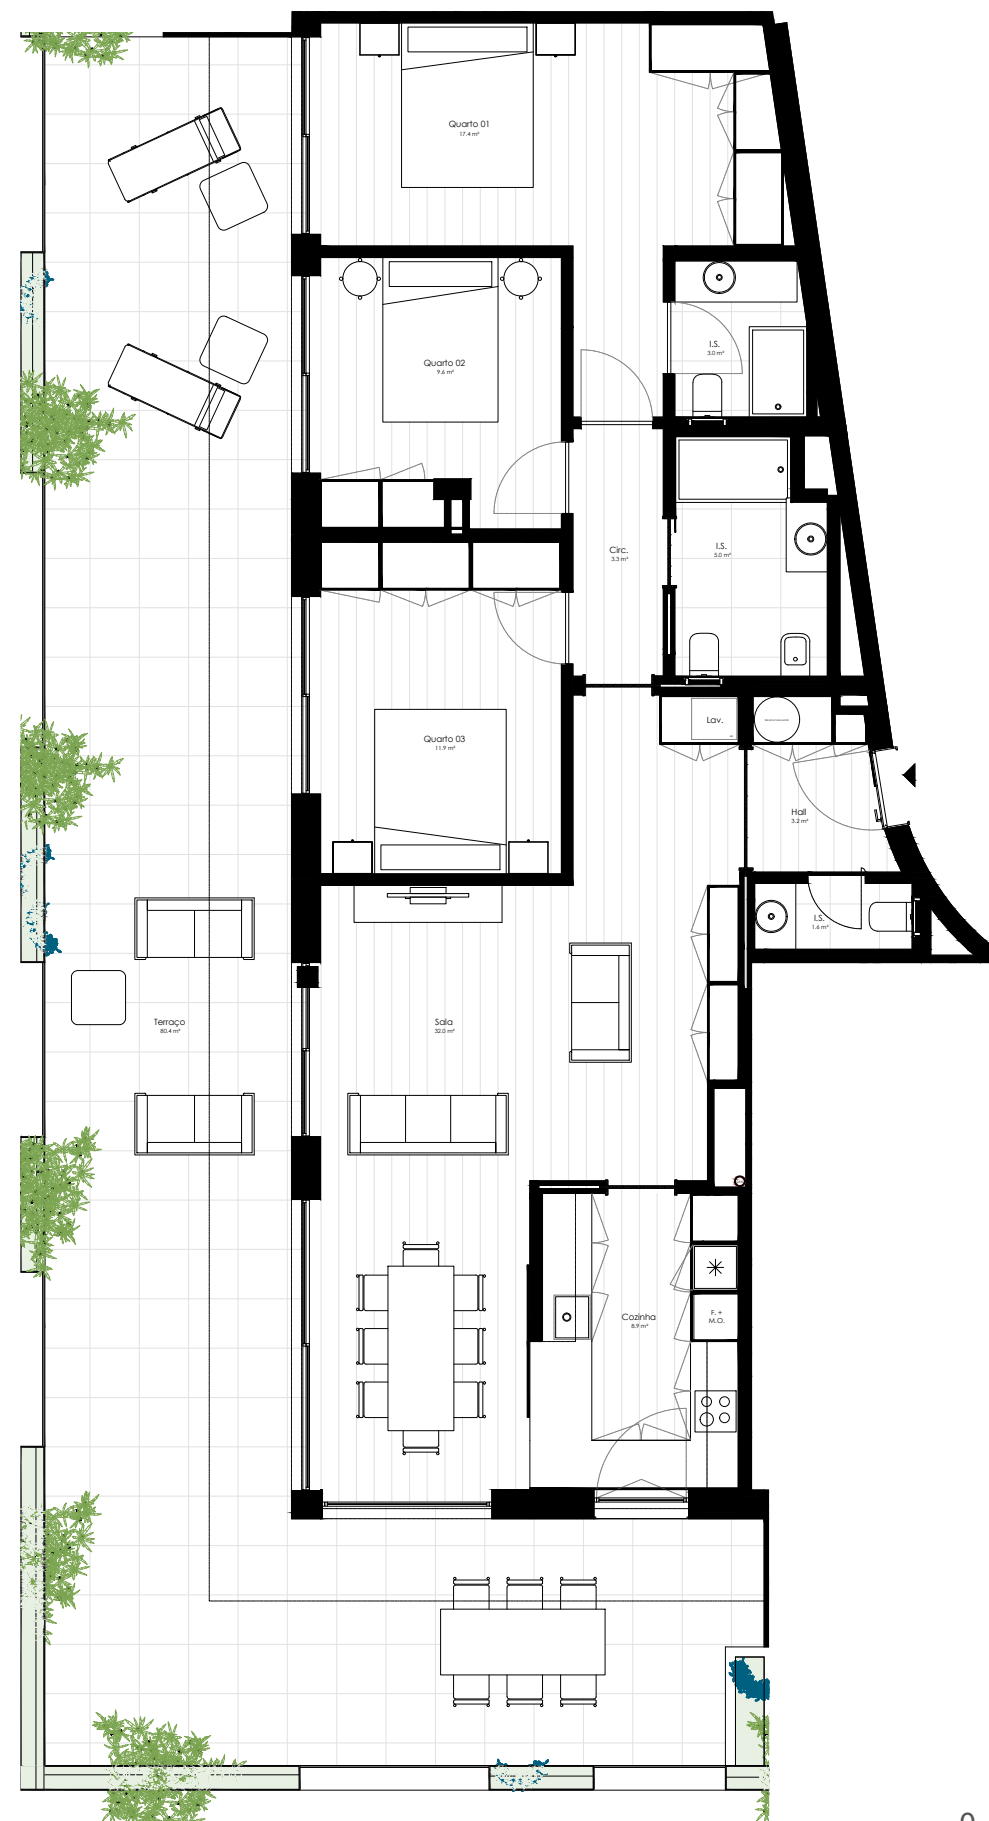 Quarto 01
17.4 m²
Quarto 02
9.6 m²
I.S.
3.0 m²
Circ.
3.3 m²
I.S.
5.0 m²
Quarto 03
11.9 m²
Lav.
Hall
3.2 m²
I.S.
1.6 m²
Terraço
80.4 m²
Sala
32.0 m²
Cozinha
8.9 m²
F. +
M.O.
0